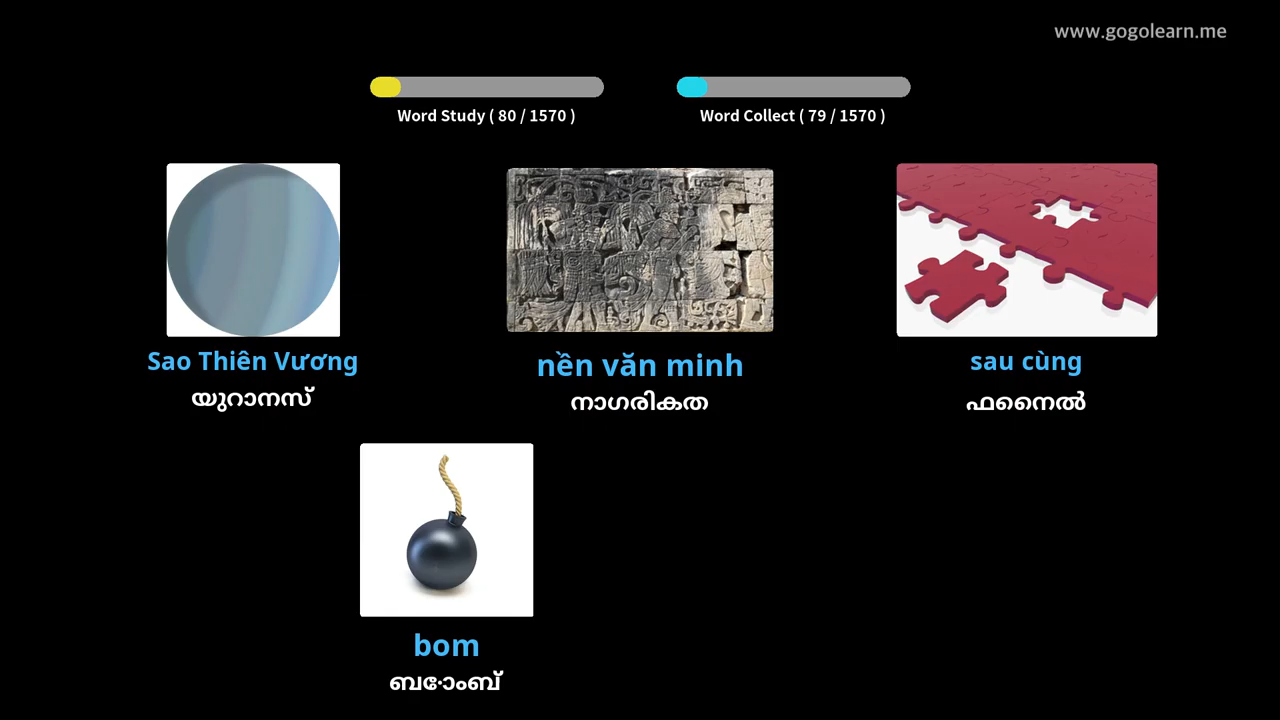 www.gogolearn.me
Word Study ( 80 / 1570 )
Word Collect ( 79 / 1570 )
Sao Thiên Vương
യുറാനസ്
nền văn minh
നാഗരികത
sau cùng
ഫനൈൽ
bom
ബോംബ്